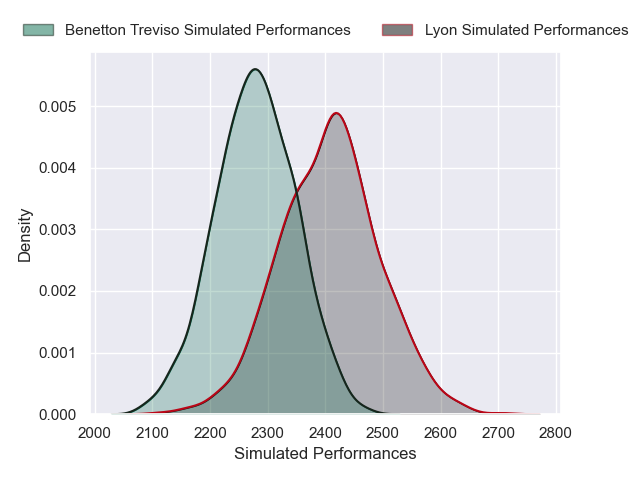 Benetton Treviso Simulated Performances Lyon Simulated Performances
0.005
0.004
0.003
0.002
0.001
0.000
Density
2000 2100 2200 2300 2400 2500 2600 2700 2800
Simulated Performances